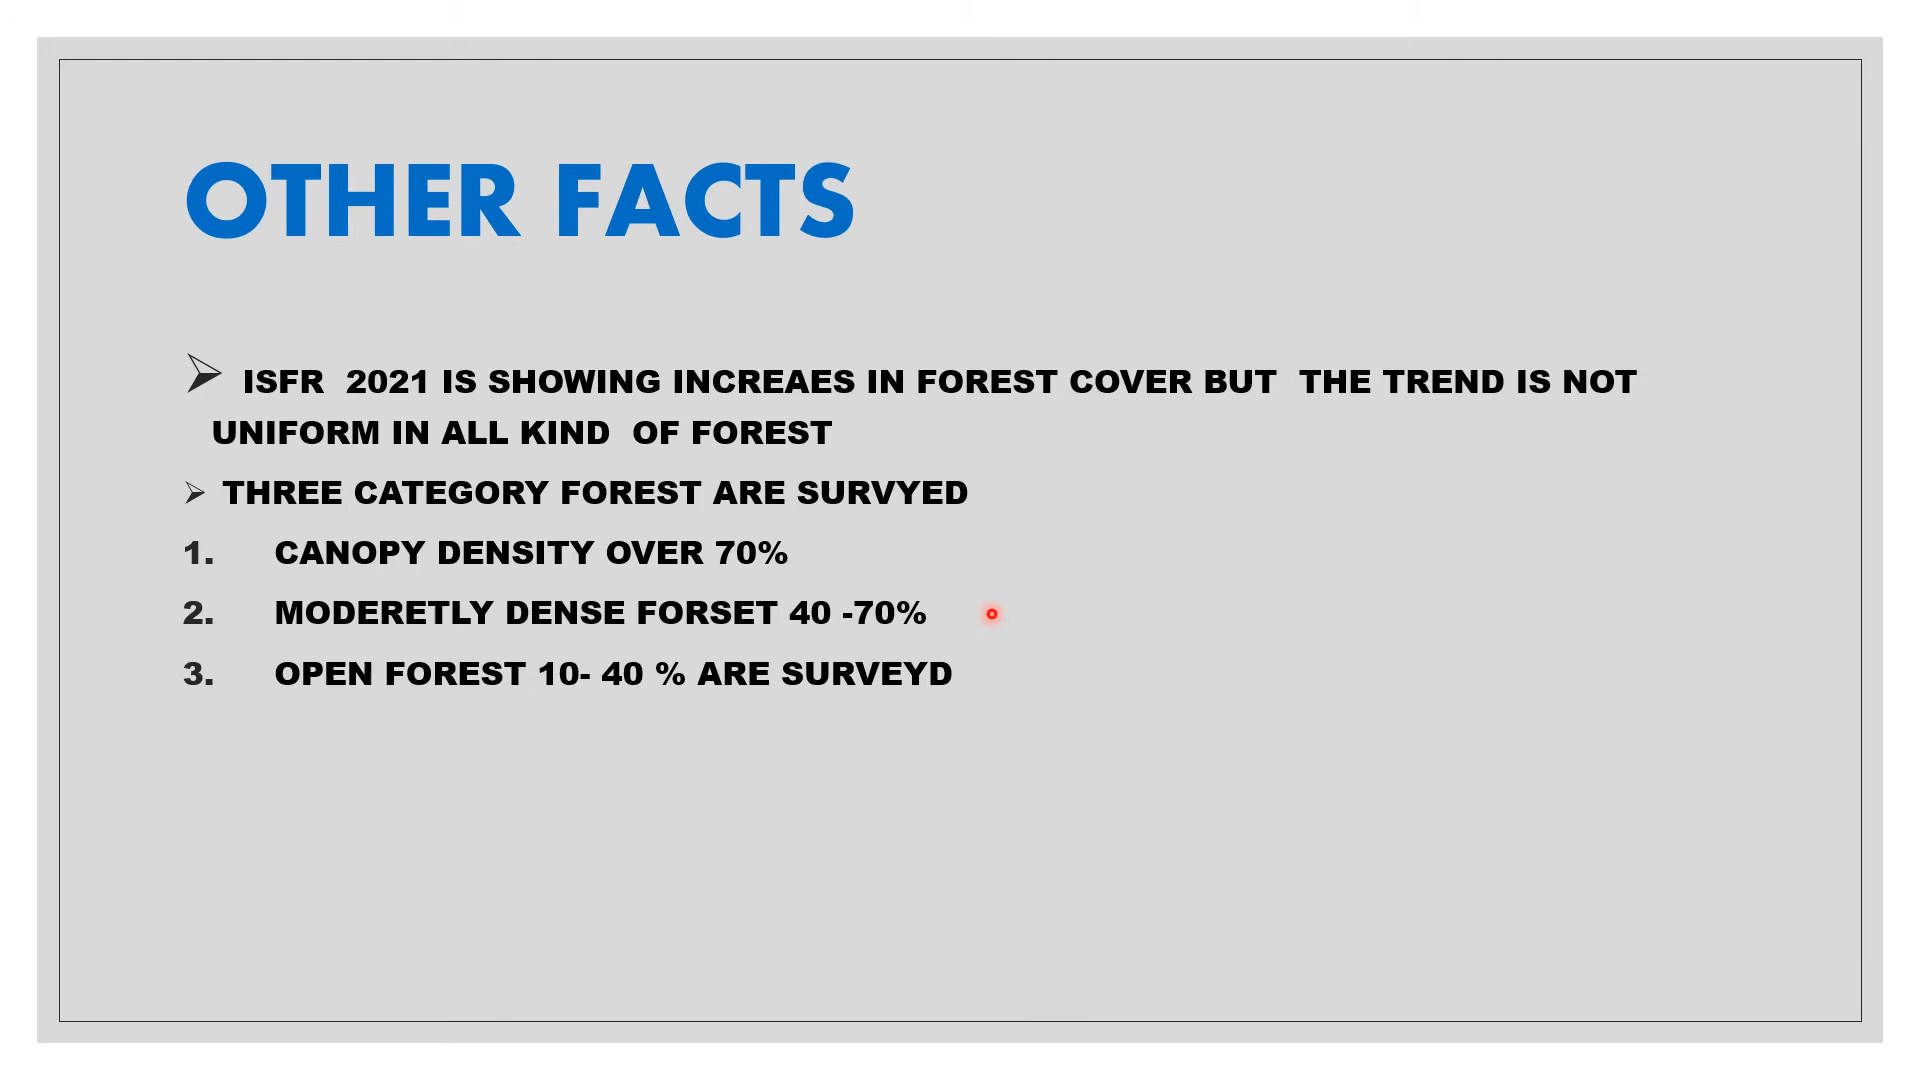 OTHER FACTS
ISFR 2021 IS SHOWING INCREAES IN FOREST COVER BUT THE TREND IS NOT
UNIFORM IN ALL KIND OF FOREST
THREE CATEGORY FOREST ARE SURVYED
1. CANOPY DENSITY OVER 70%
2. MODERETLY DENSE FORSET 40 -70%
3. OPEN FOREST 10- 40 % ARE SURVEYD